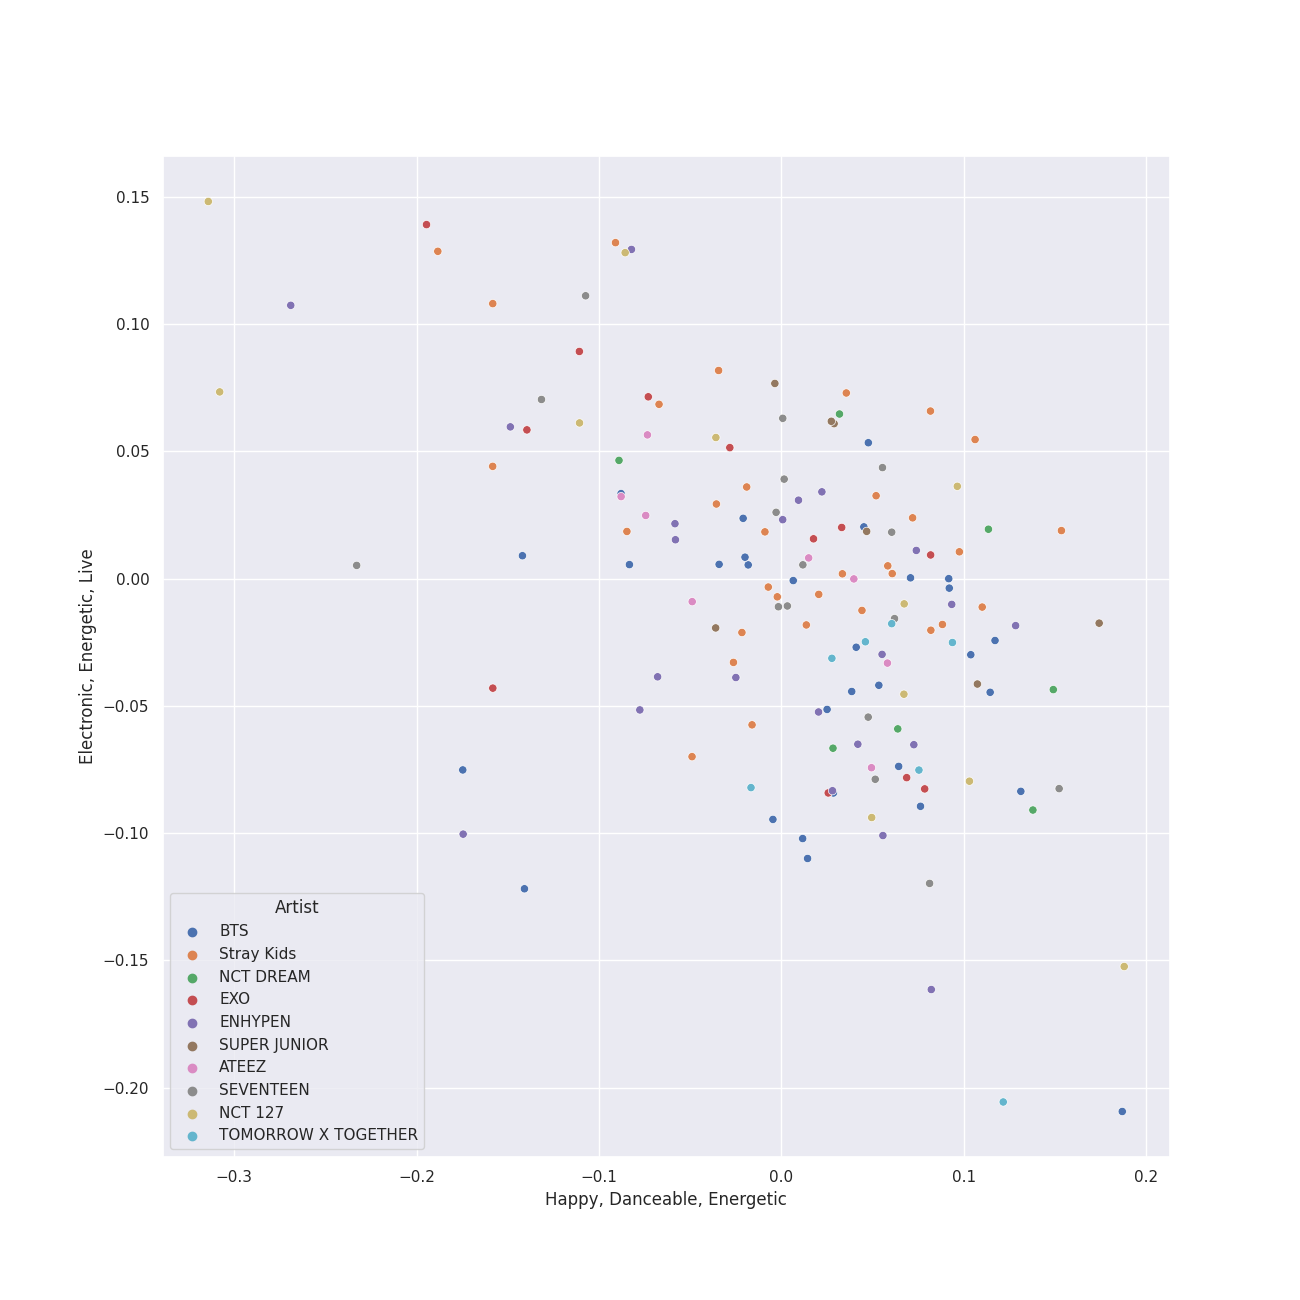 0.15
0.10
0.05
0.00
−0.05
−0.10
−0.15
−0.20
Electronic, Energetic, Live
Artist
BTS
Stray Kids
NCT DREAM
EXO
ENHYPEN
SUPER JUNIOR
ATEEZ
SEVENTEEN
NCT 127
TOMORROW X TOGETHER
−0.3 −0.2 −0.1 0.0 0.1 0.2
Happy, Danceable, Energetic